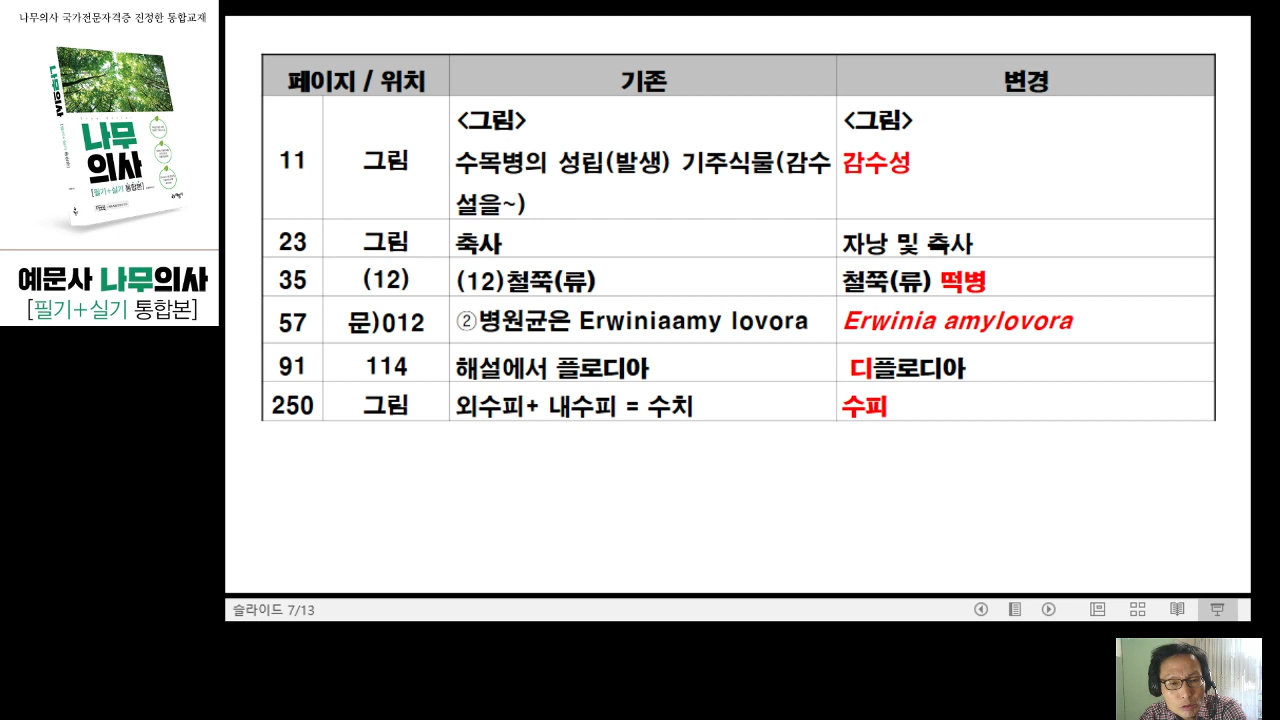 나무의사 국가전문자격증 진정한 통합교재
나무의사
나무
의사
[필기+실기 통합본]
예문사 나무의사
[필기+실기 통합본]
페이지 / 위치 기존 변경
11 그림 <그림> <그림>
수목병의 성립(발생) 기주식물(감수 감수성
설을~)
23 그림 축사 자낭 및 측사
35 (12) (12)철쭉(류) 철쭉(류) 떡병
57 문)012 ②병원균은 Erwiniaamy lovora Erwinia amylovora
91 114 해설에서 플로디아 디플로디아
250 그림 외수피+ 내수피 = 수치 수피
슬라이드 7/13